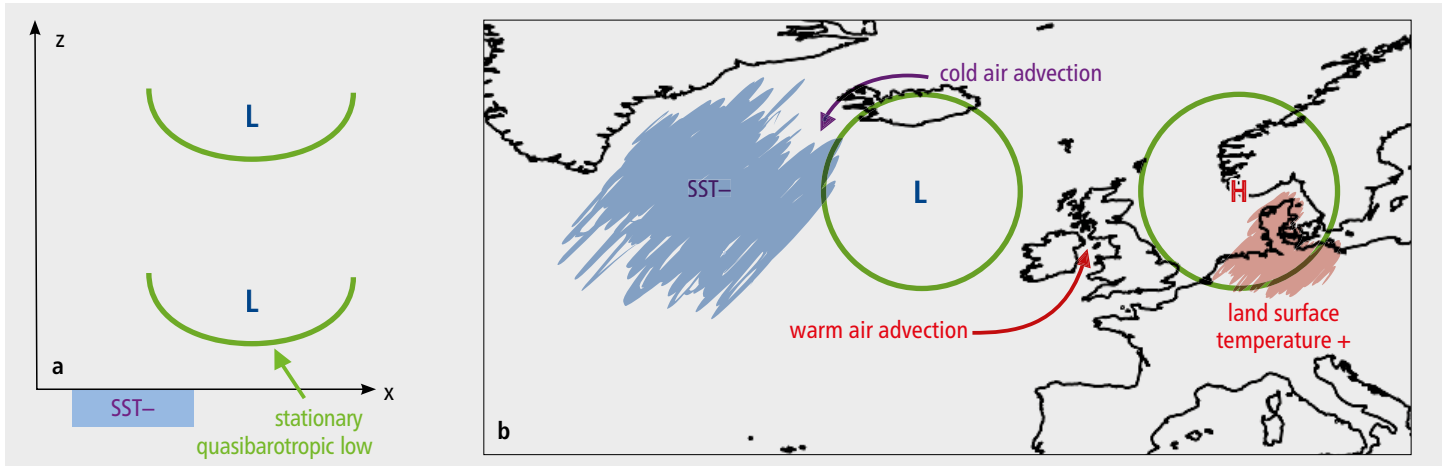 z
L
L
a
x
SST–
stationary
quasibarotropic low
cold air advection
SST–
L
H
warm air advection
land surface
temperature +
b